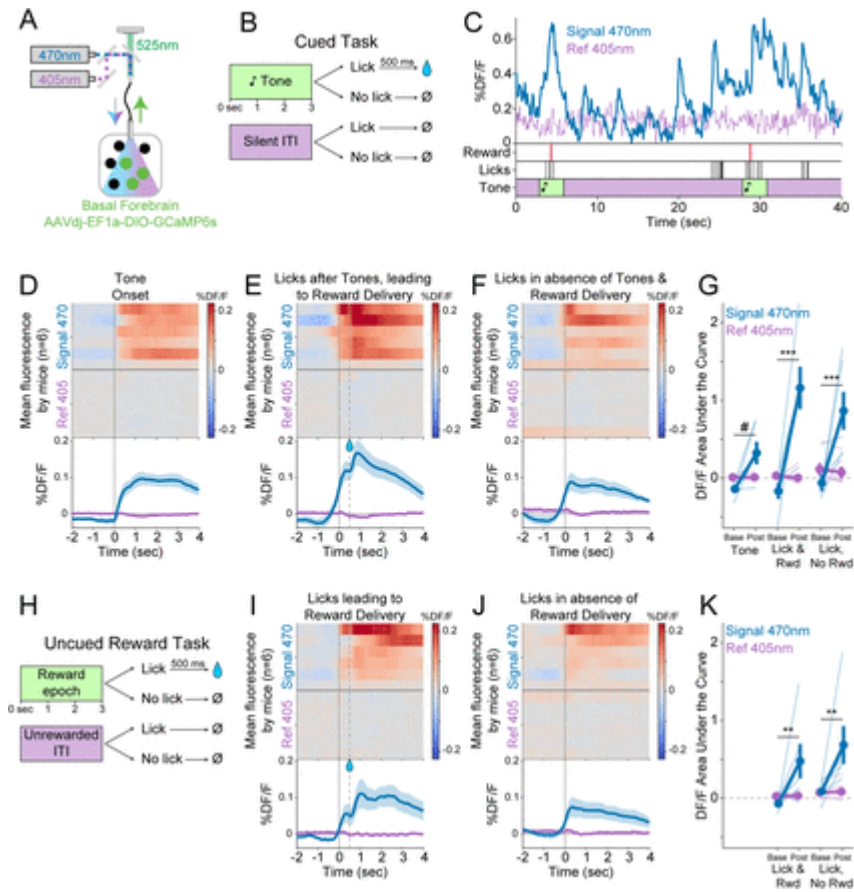 A
470nm
405nm
525nm
Basal Forebrain
AAVdj-EF1a-DIO-GCaMP6s
B
Cued Task
♪ Tone
0 sec 1 2 3
Lick 500 ms
No lick Ø
Silent ITI
Lick Ø
No lick Ø
C
Signal 470nm
Ref 405nm
%DF/F
0.6
0.4
0.2
0
Reward
Licks
Tone
0 10 20 30 40
Time (sec)
D
Tone
Onset
%DF/F
Mean fluorescence
by mice (n=6)
Signal 470
Ref 405
0.2
0
-0.2
%DF/F
0.2
0.1
0
-2 -1 0 1 2 3 4
Time (sec)
E
Licks after Tones, leading
to Reward Delivery
%DF/F
Mean fluorescence
by mice (n=6)
Signal 470
Ref 405
0.2
0
-0.2
%DF/F
0.2
0.1
0
-2 -1 0 1 2 3 4
Time (sec)
F
Licks in absence of Tones &
Reward Delivery
%DF/F
Mean fluorescence
by mice (n=6)
Signal 470
Ref 405
0.2
0
-0.2
%DF/F
0.2
0.1
0
-2 -1 0 1 2 3 4
Time (sec)
G
Signal 470nm
Ref 405nm
DF/F Area Under the Curve
2
1
0
#
***
***
Base Post Base Post Base Post
Tone
Lick &
Rwd
Lick,
No Rwd
H
Uncued Reward Task
Reward
epoch
0 sec 1 2 3
Lick 500 ms
No lick Ø
Unrewarded
ITI
Lick Ø
No lick Ø
I
Licks leading to
Reward Delivery
%DF/F
Mean fluorescence
by mice (n=6)
Signal 470
Ref 405
0.2
0
-0.2
%DF/F
0.2
0.1
0
-2 -1 0 1 2 3 4
Time (sec)
J
Licks in absence of
Reward Delivery
%DF/F
Mean fluorescence
by mice (n=6)
Signal 470
Ref 405
0.2
0
-0.2
%DF/F
0.2
0.1
0
-2 -1 0 1 2 3 4
Time (sec)
K
Signal 470nm
Ref 405nm
DF/F Area Under the Curve
2
1
0
**
**
Base Post Base Post
Lick &
Rwd
Lick,
No Rwd